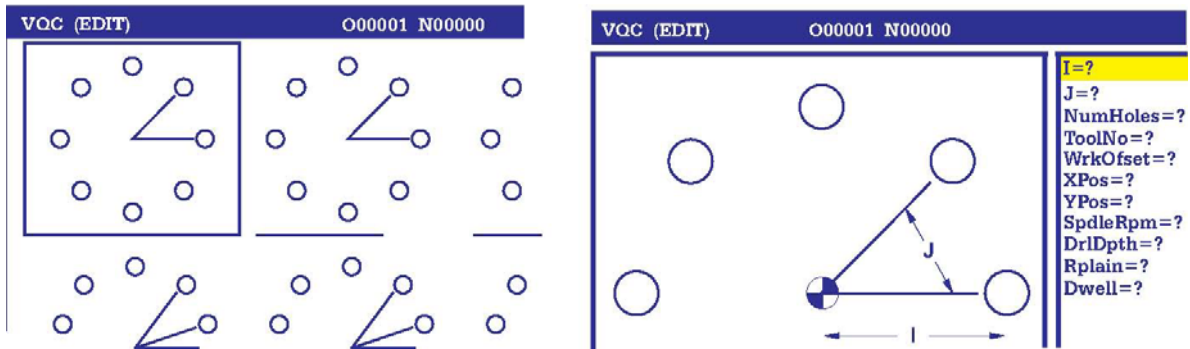 VQC (EDIT) O00001 N00000
VQC (EDIT) O00001 N00000
I=?
J=?
NumHoles=?
ToolNo=?
WrkOfset=?
XPos=?
YPos=?
SpdleRpm=?
DrlDpth=?
Rplain=?
Dwell=?
J
I